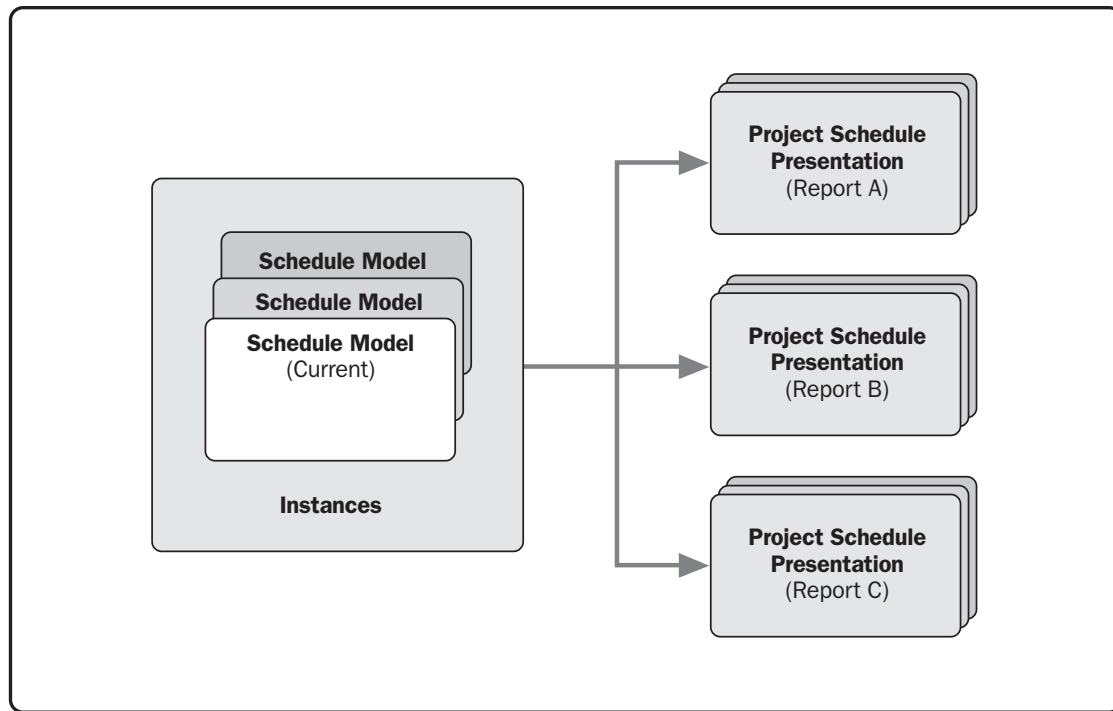 Schedule Model
Schedule Model
Schedule Model
(Current)
Instances
Project Schedule
Presentation
(Report A)
Project Schedule
Presentation
(Report B)
Project Schedule
Presentation
(Report C)